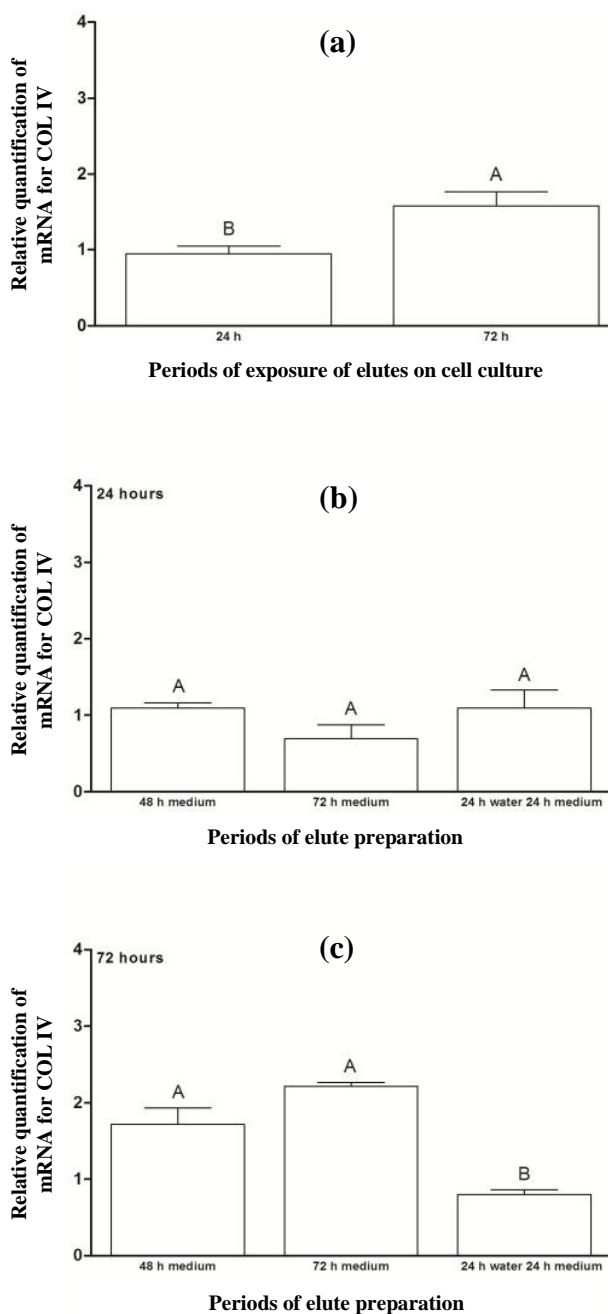 (a)
Relative quantification of
mRNA for COL IV
4
3
2
1
0
B
A
24 h
72 h
Periods of exposure of elutes on cell culture
(b)
24 hours
Relative quantification of
mRNA for COL IV
4
3
2
1
0
A
A
A
48 h medium
72 h medium
24 h water 24 h medium
Periods of elute preparation
(c)
72 hours
Relative quantification of
mRNA for COL IV
4
3
2
1
0
A
A
B
48 h medium
72 h medium
24 h water 24 h medium
Periods of elute preparation